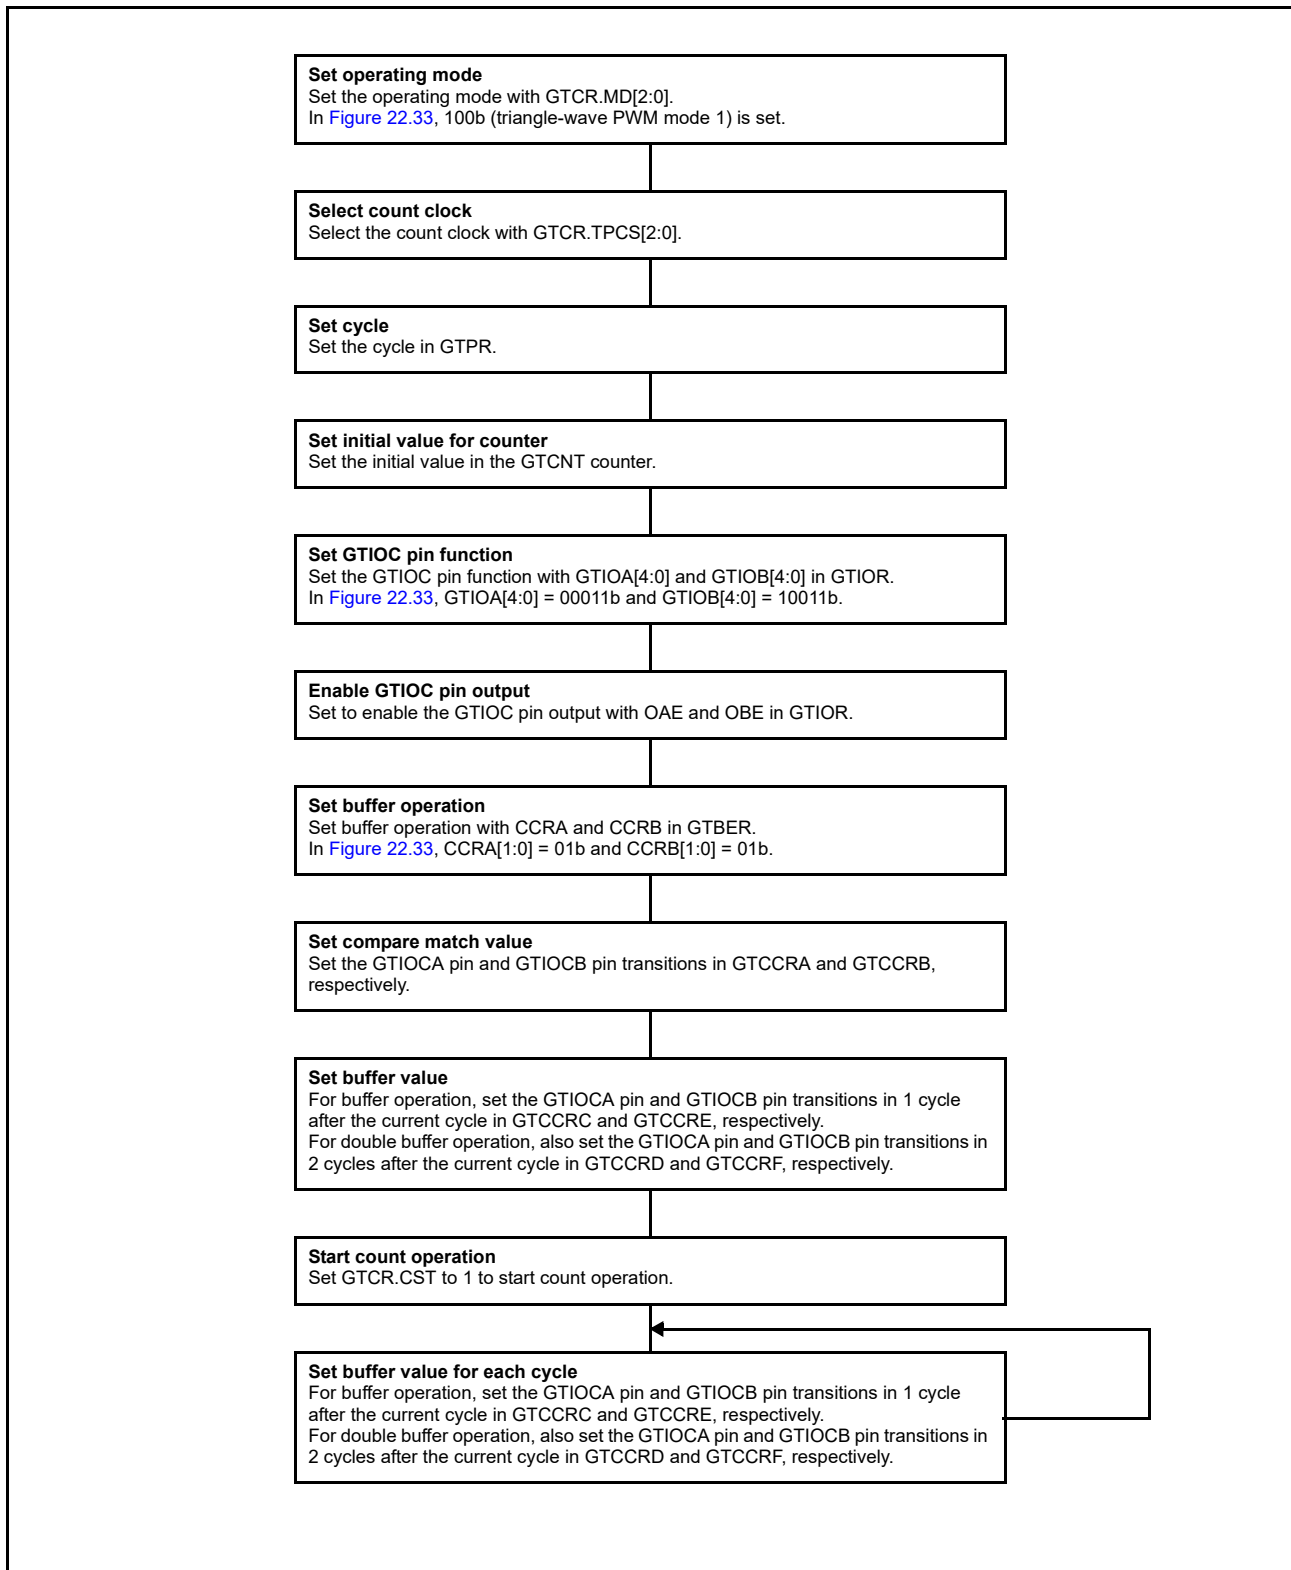 Set operating mode
Set the operating mode with GTCR.MD[2:0].
In Figure 22.33, 100b (triangle-wave PWM mode 1) is set.
Select count clock
Select the count clock with GTCR.TPCS[2:0].
Set cycle
Set the cycle in GTPR.
Set initial value for counter
Set the initial value in the GTCNT counter.
Set GTIOC pin function
Set the GTIOC pin function with GTIOA[4:0] and GTIOB[4:0] in GTIOR.
In Figure 22.33, GTIOA[4:0] = 00011b and GTIOB[4:0] = 10011b.
Enable GTIOC pin output
Set to enable the GTIOC pin output with OAE and OBE in GTIOR.
Set buffer operation
Set buffer operation with CCRA and CCRB in GTBER.
In Figure 22.33, CCRA[1:0] = 01b and CCRB[1:0] = 01b.
Set compare match value
Set the GTIOCA pin and GTIOCB pin transitions in GTCCRA and GTCCRB,
respectively.
Set buffer value
For buffer operation, set the GTIOCA pin and GTIOCB pin transitions in 1 cycle
after the current cycle in GTCCRC and GTCCRE, respectively.
For double buffer operation, also set the GTIOCA pin and GTIOCB pin transitions in
2 cycles after the current cycle in GTCCRD and GTCCRF, respectively.
Start count operation
Set GTCR.CST to 1 to start count operation.
Set buffer value for each cycle
For buffer operation, set the GTIOCA pin and GTIOCB pin transitions in 1 cycle
after the current cycle in GTCCRC and GTCCRE, respectively.
For double buffer operation, also set the GTIOCA pin and GTIOCB pin transitions in
2 cycles after the current cycle in GTCCRD and GTCCRF, respectively.